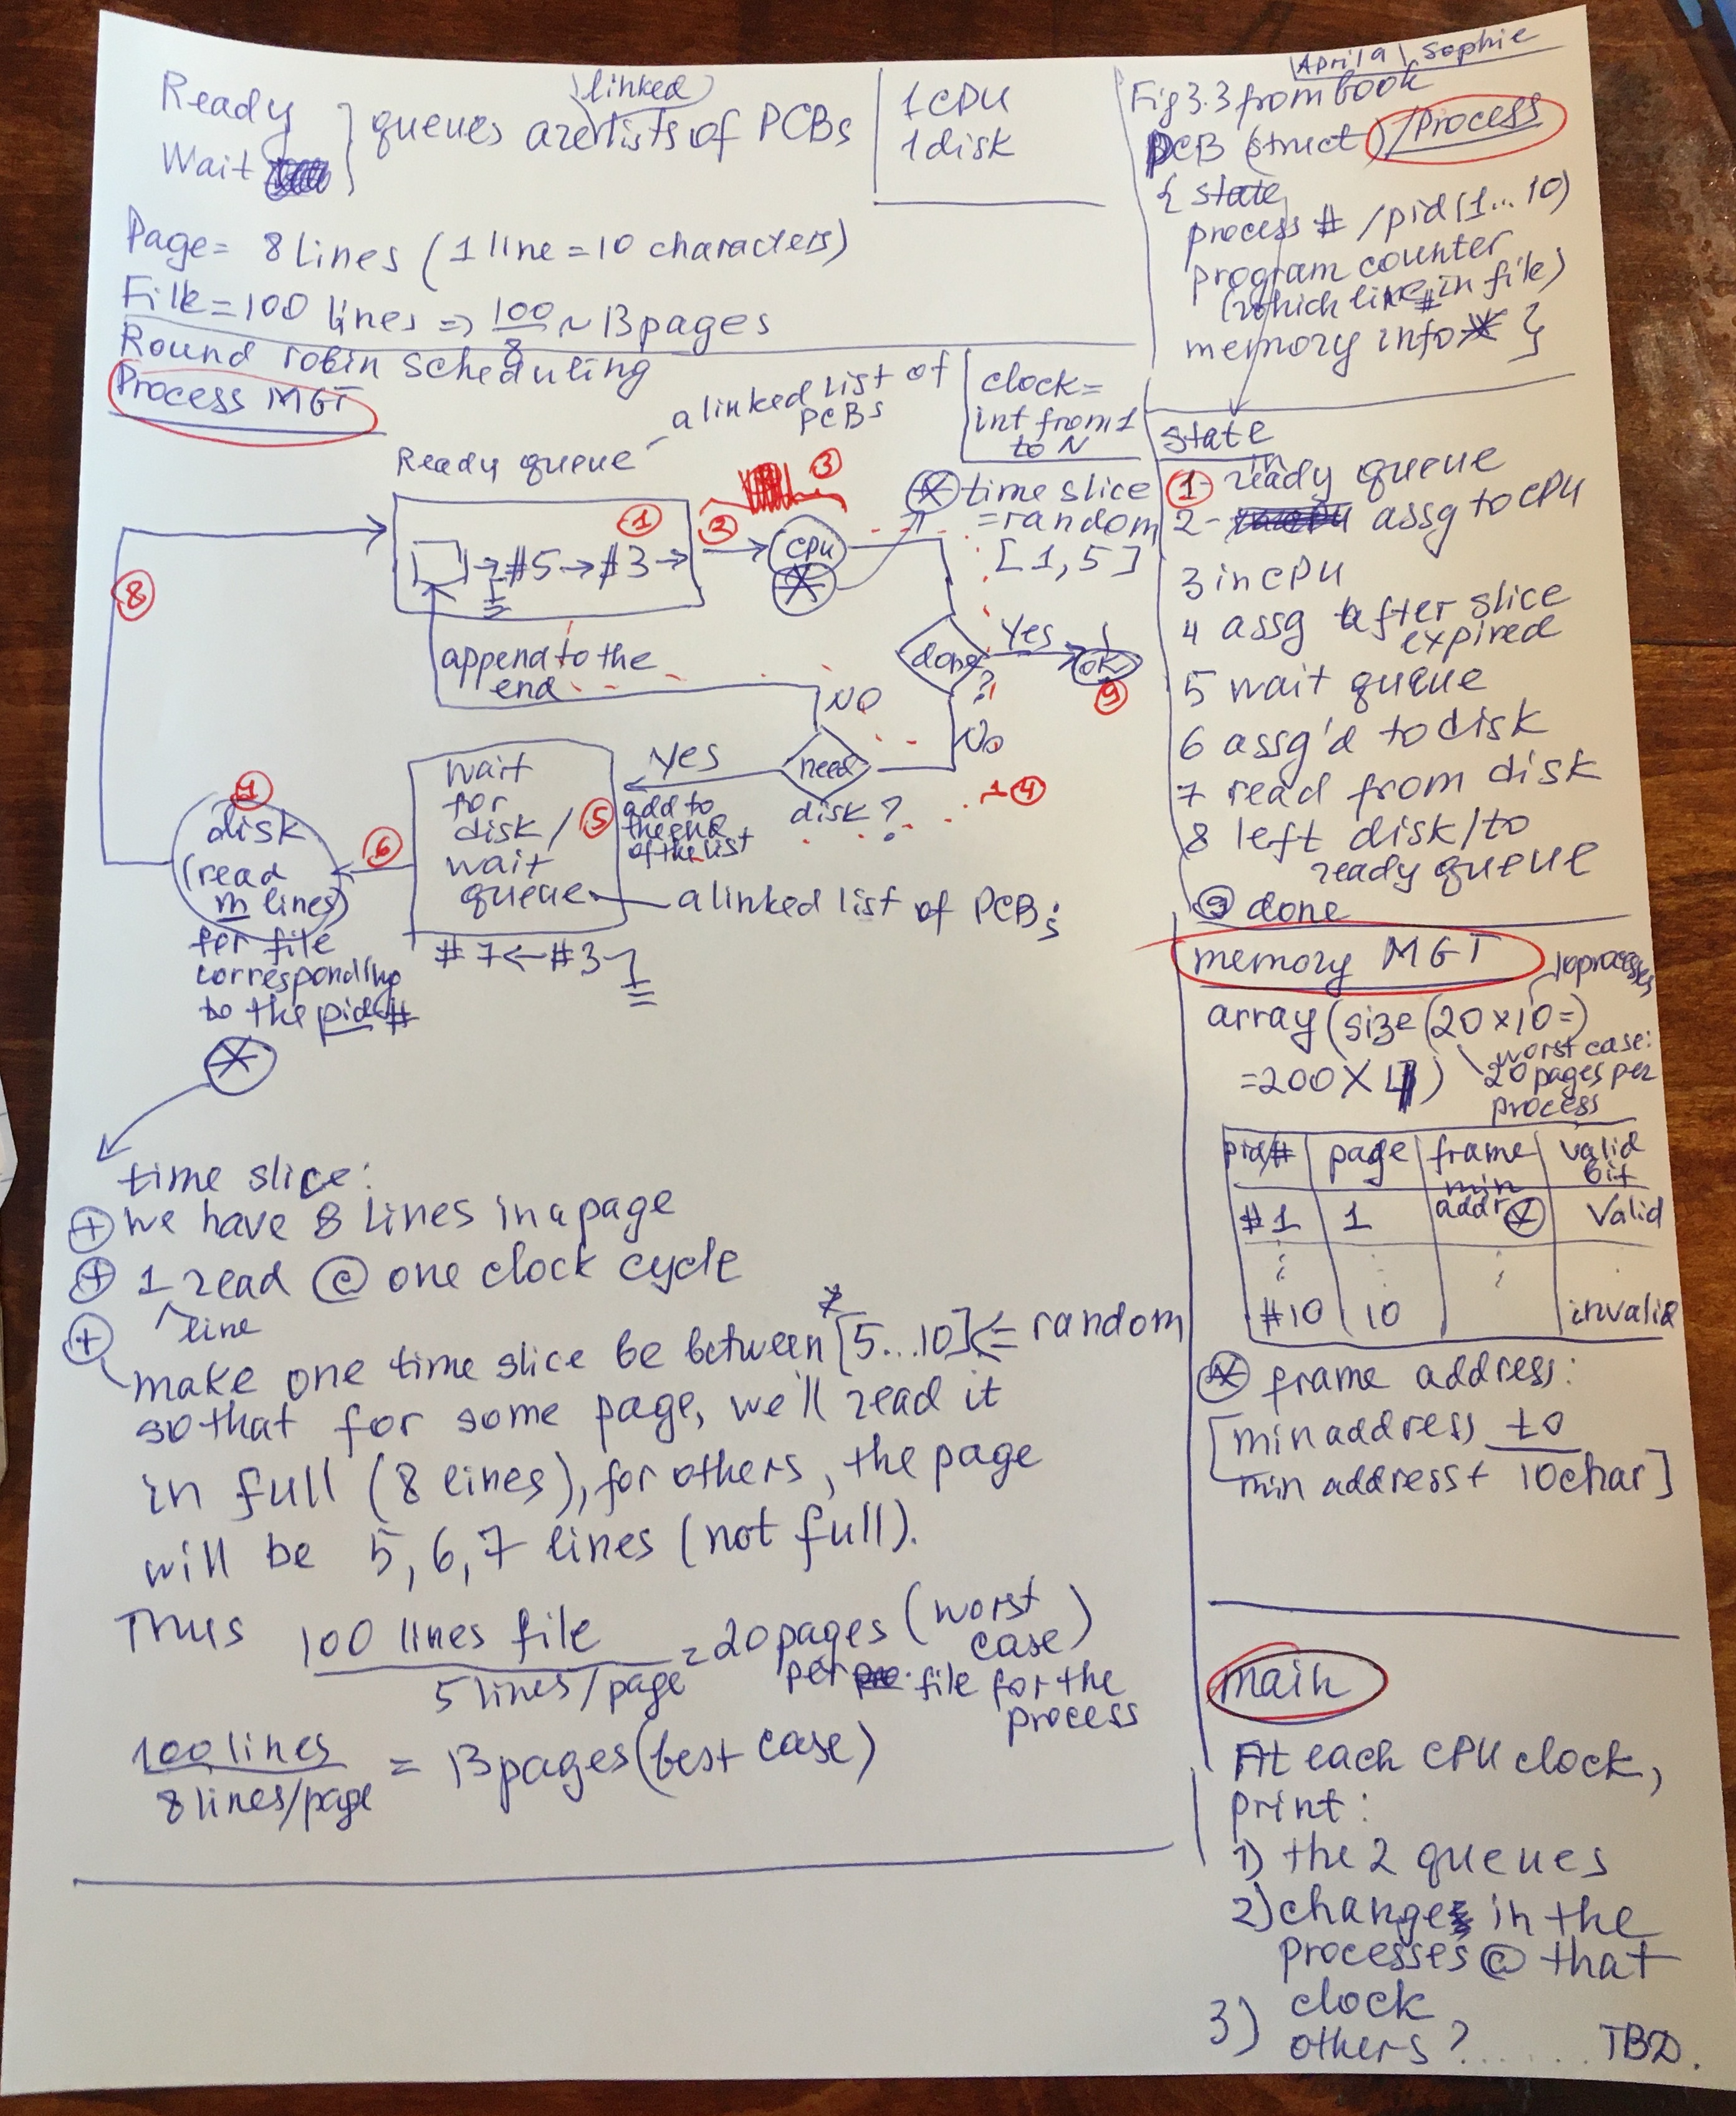 April 9 \ Sophie
Ready
Wait
linked
queues are lists of PCBs
1 CPU
1 disk
Page = 8 lines (1 line = 10 characters)
File = 100 lines => 100/8 ~ 13 pages
Round robin scheduling
Fig 3.3 from book
PCB (struct) / Process
{ state
process # / pid (1...10)
program counter
(which line # in file)
memory info * }
Process MGT
a linked list of
PCBs
clock =
int from 1
to N
Ready queue
1
2
3
* time slice
= random
[1, 5]
→ #5 → #3 →
CPU
*
8
append to the
end
done
?
Yes
OK
9
No
No
need
disk?
Yes
add to
the end
of the list
4
wait
for
disk /
wait
queue
5
a linked list of PCBs
#7 ← #3
6
7
disk
(read
m lines)
per file
corresponding
to the pid #
*
state
1 - in ready queue
2 - assg to CPU
3 in CPU
4 assg after slice
expired
5 wait queue
6 assg'd to disk
7 read from disk
8 left disk / to
ready queue
9 done
memory MGT
10 processes
array (size (20 x 10 =)
= 200 X 4)
worst case:
20 pages per
process
pid/# | page | frame | valid
min | bit
#1 | 1 | addr * | Valid
#10 | 10 | invalid
* frame address:
[min address to
min address + 10 char]
time slice:
+ we have 8 lines in a page
+ 1 read @ one clock cycle
^line
+ make one time slice be between [5...10] <= random
so that for some page, we'll read it
in full (8 lines), for others, the page
will be 5, 6, 7 lines (not full).
Thus 100 lines file = 20 pages (worst
5 lines/page
case)
per file for the
process
100 lines = 13 pages (best case)
8 lines/page
main
At each CPU clock,
print:
1) the 2 queues
2) changes in the
processes @ that
clock
3) others? ...... TBD.